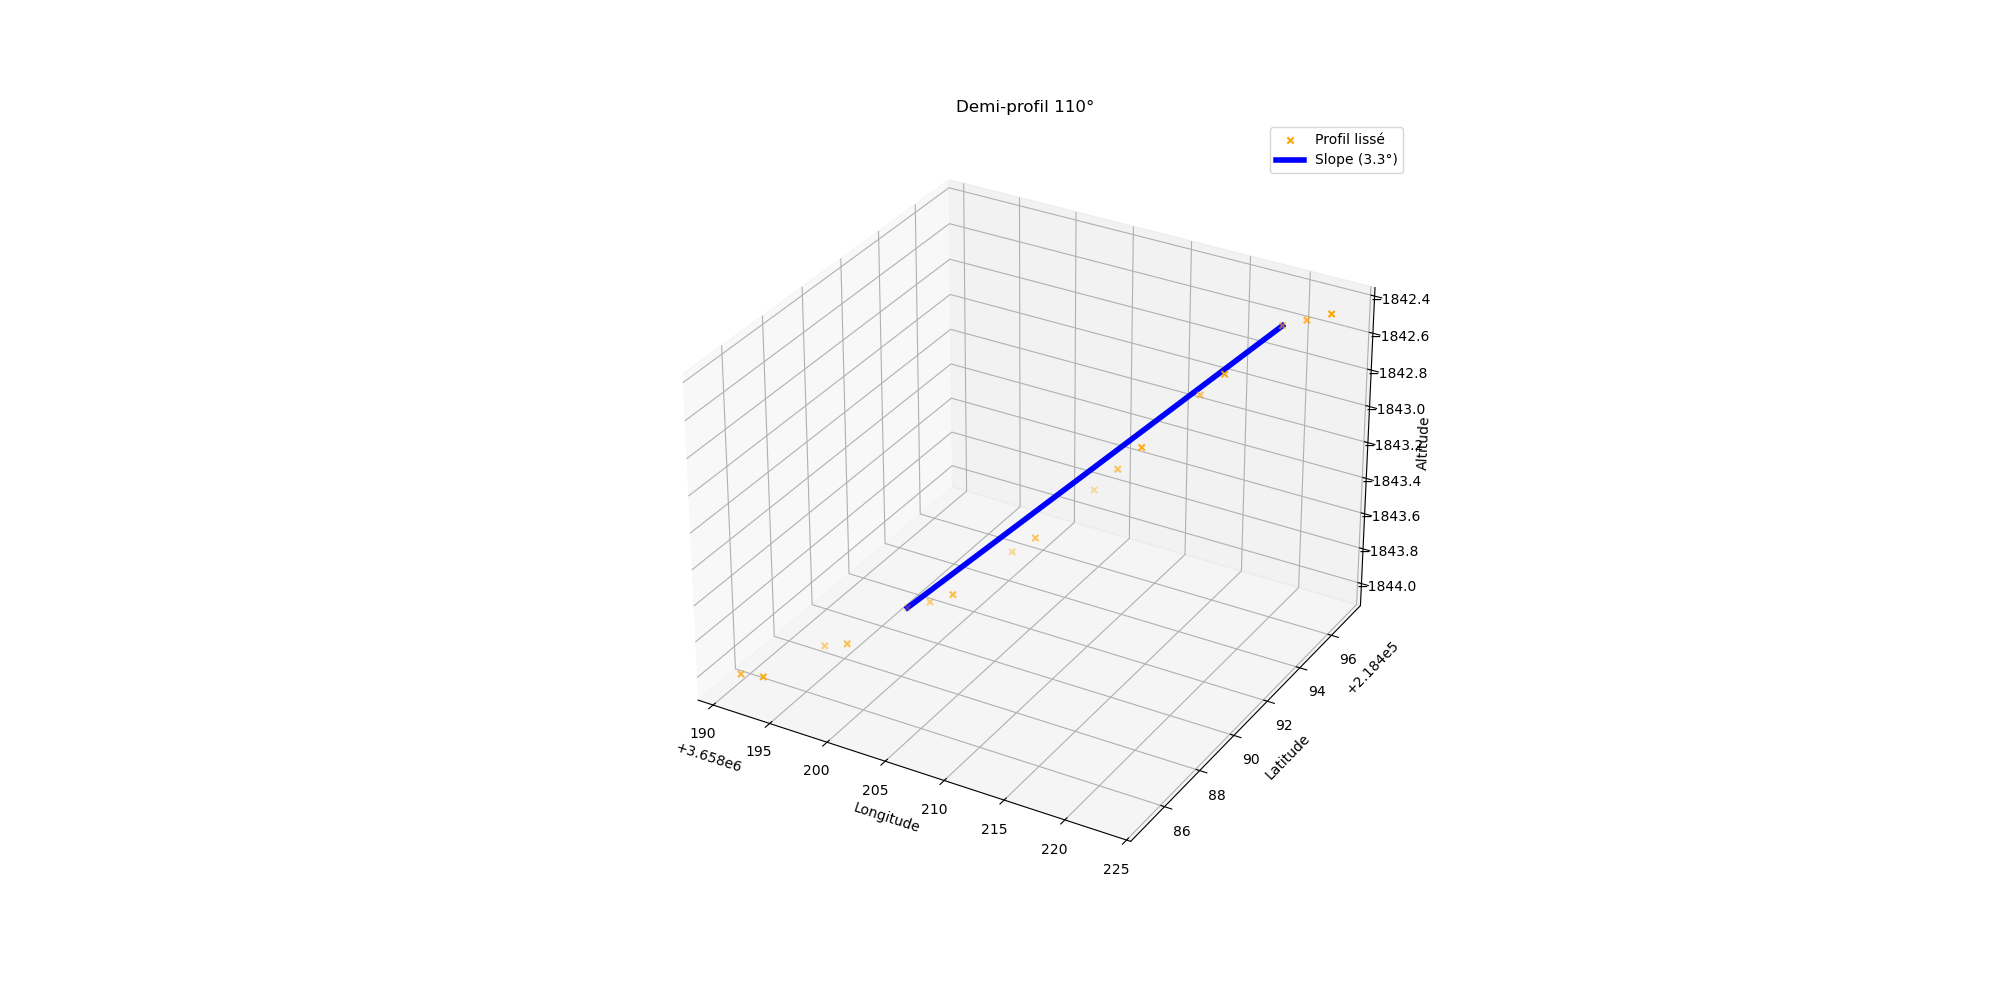 Demi-profil 110°
Profil lissé
Slope (3.3°)
−1842.4
−1842.6
−1842.8
−1843.0
−1843.2
−1843.4
−1843.6
−1843.8
−1844.0
Altitude
96
94
92
90
88
86
+2.184e5
Latitude
190
195
200
205
210
215
220
225
+3.658e6
Longitude